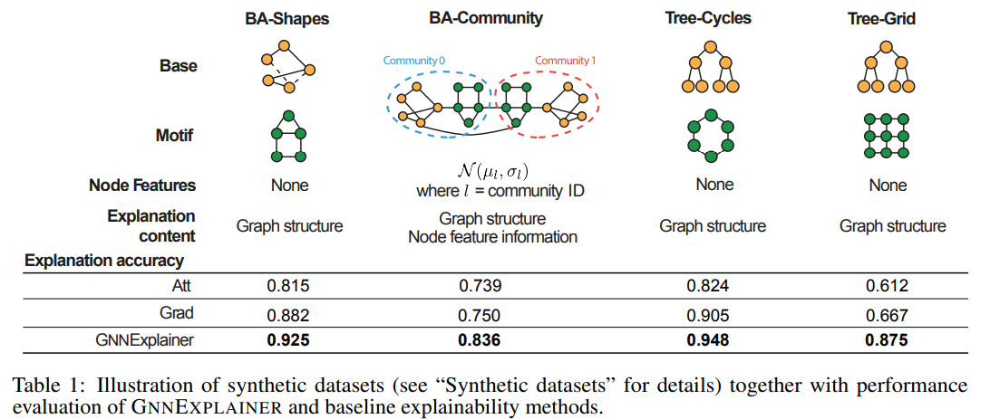 BA-Shapes BA-Community Tree-Cycles Tree-Grid
Base
Community 0 Community 1
Motif
Node Features None 𝒩(μ_l, σ_l) None None
where l = community ID
Explanation content Graph structure Graph structure Graph structure Graph structure
Node feature information
Explanation accuracy
Att 0.815 0.739 0.824 0.612
Grad 0.882 0.750 0.905 0.667
GNNExplainer 0.925 0.836 0.948 0.875
Table 1: Illustration of synthetic datasets (see “Synthetic datasets” for details) together with performance
evaluation of GNNEXPLAINER and baseline explainability methods.